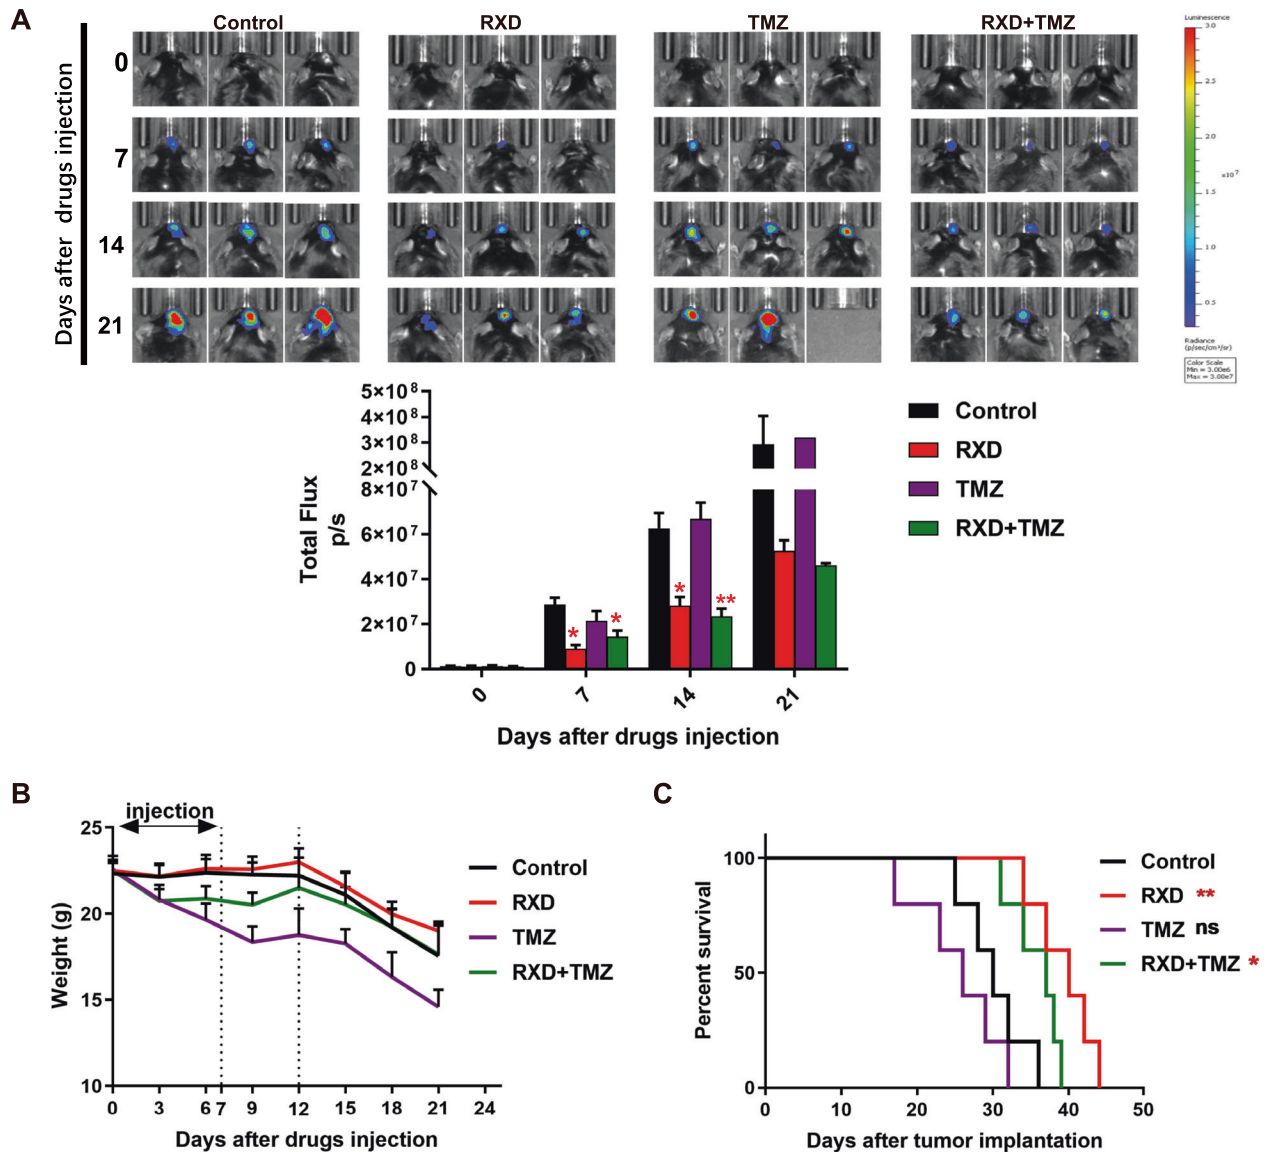 A
Control RXD TMZ RXD+TMZ
Days after drugs injection
0
7
14
21
Luminescence
3.0
2.5
2.0
x10⁷
1.5
1.0
0.5
Radiance
(p/sec/cm²/sr)
Color Scale
Min = 3.00e6
Max = 3.00e7
Total Flux
p/s
5×10⁸
4×10⁸
3×10⁸
2×10⁸
8×10⁷
6×10⁷
4×10⁷
2×10⁷
0
* * * **
0 7 14 21
Days after drugs injection
Control
RXD
TMZ
RXD+TMZ
B
injection
Weight (g)
25
20
15
10
0 3 6 7 9 12 15 18 21 24
Days after drugs injection
Control
RXD
TMZ
RXD+TMZ
C
Percent survival
100
50
0
0 10 20 30 40 50
Days after tumor implantation
Control
RXD **
TMZ ns
RXD+TMZ *